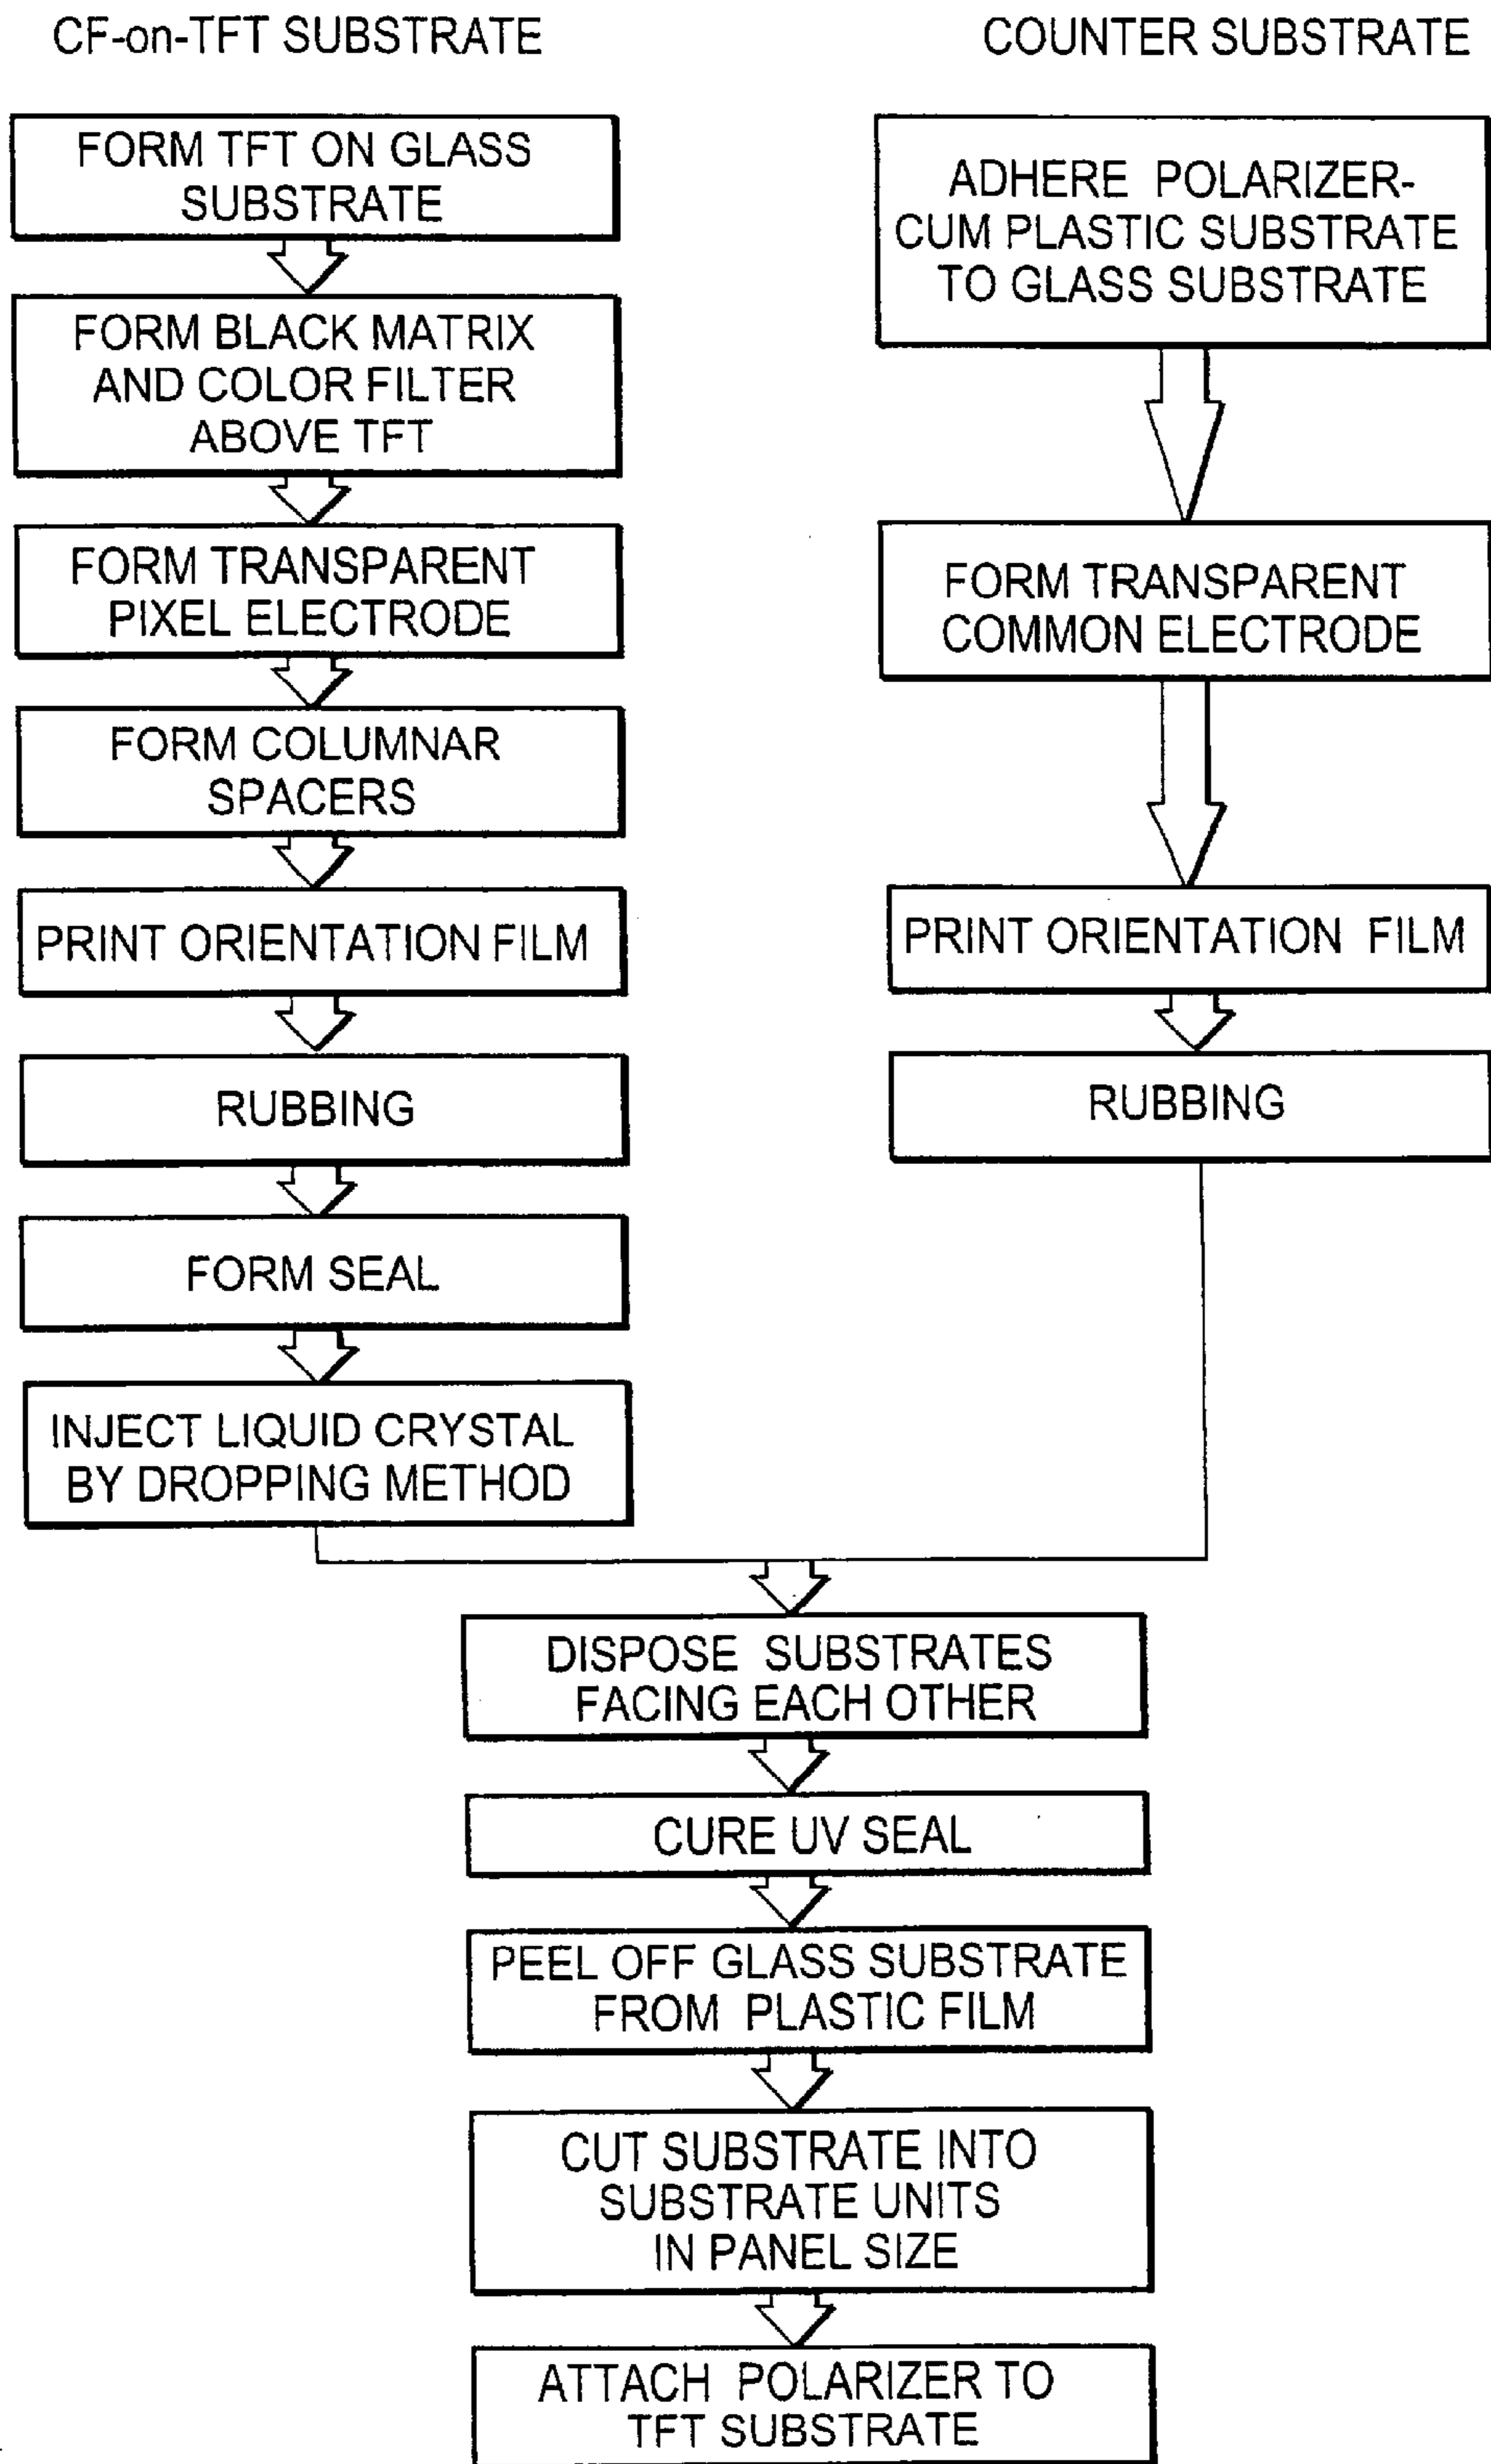 CF-on-TFT SUBSTRATE
FORM TFT ON GLASS
SUBSTRATE
FORM BLACK MATRIX
AND COLOR FILTER
ABOVE TFT
FORM TRANSPARENT
PIXEL ELECTRODE
FORM COLUMNAR
SPACERS
PRINT ORIENTATION FILM
RUBBING
FORM SEAL
INJECT LIQUID CRYSTAL
BY DROPPING METHOD
COUNTER SUBSTRATE
ADHERE POLARIZER-
CUM PLASTIC SUBSTRATE
TO GLASS SUBSTRATE
FORM TRANSPARENT
COMMON ELECTRODE
PRINT ORIENTATION FILM
RUBBING
DISPOSE SUBSTRATES
FACING EACH OTHER
CURE UV SEAL
PEEL OFF GLASS SUBSTRATE
FROM PLASTIC FILM
CUT SUBSTRATE INTO
SUBSTRATE UNITS
IN PANEL SIZE
ATTACH POLARIZER TO
TFT SUBSTRATE